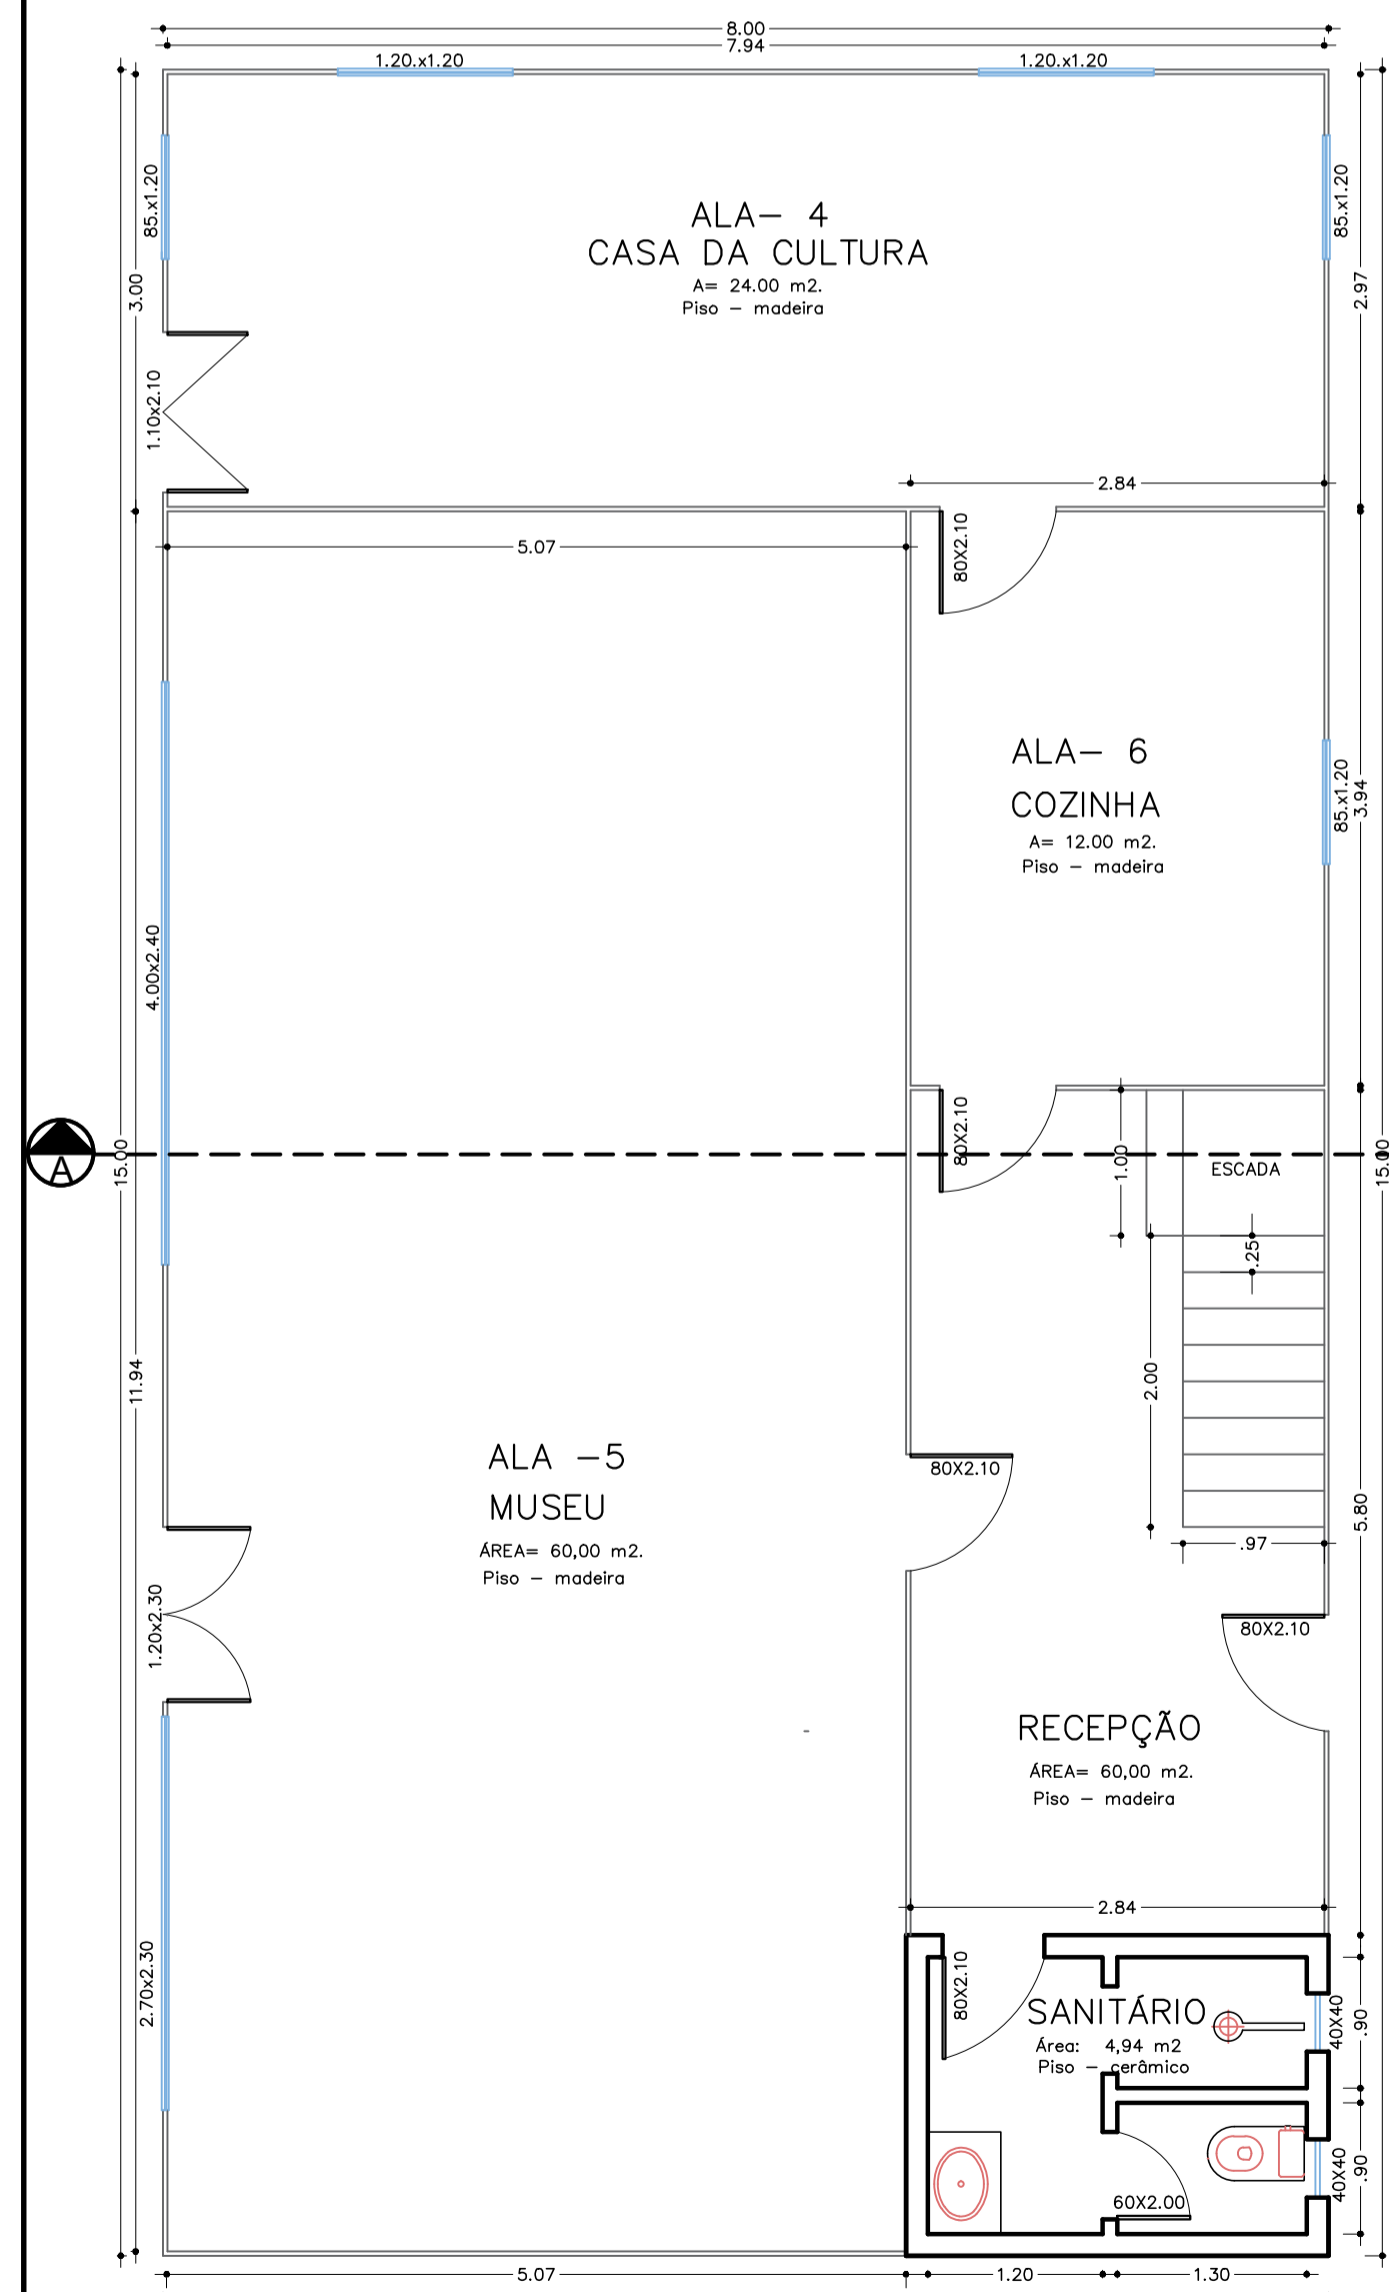 8.00
7.94
1.20.x1.20
1.20.x1.20
85.x1.20
85.x1.20
ALA- 4
CASA DA CULTURA
A= 24.00 m2.
Piso - madeira
3.00
2.97
1.10x2.10
2.84
5.07
80X2.10
ALA- 6
COZINHA
A= 12.00 m2.
Piso - madeira
85.x1.20
3.94
4.00x2.40
80X2.10
1.00
ESCADA
A
15.00
15.00
.25
2.00
11.94
ALA -5
MUSEU
ÁREA= 60,00 m2.
Piso - madeira
80X2.10
5.80
.97
1.20x2.30
80X2.10
RECEPÇÃO
ÁREA= 60,00 m2.
Piso - madeira
2.84
2.70x2.30
80X2.10
SANITÁRIO
Área: 4,94 m2
Piso - cerâmico
40X40
.90
40X40
.90
60X2.00
5.07
1.20
1.30